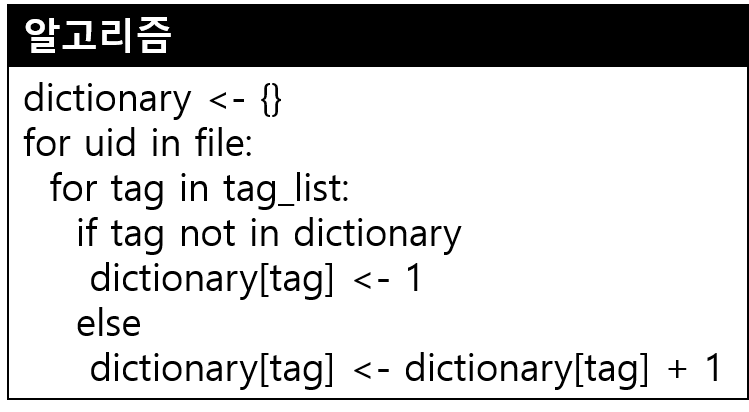 알고리즘
dictionary <- {}
for uid in file:
for tag in tag_list:
if tag not in dictionary
dictionary[tag] <- 1
else
dictionary[tag] <- dictionary[tag] + 1